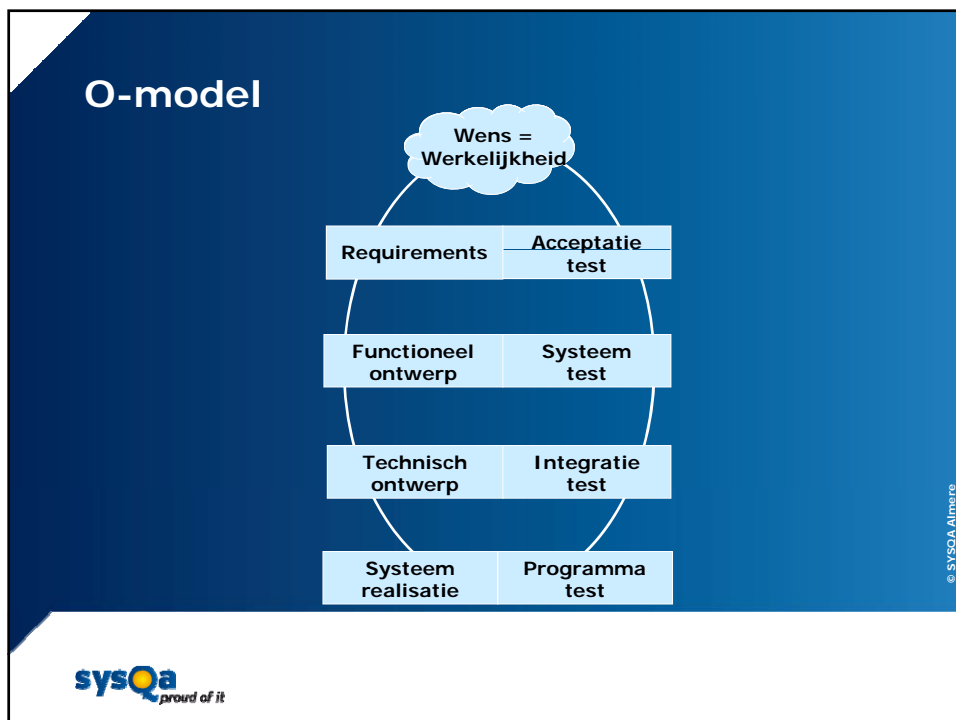 O-model
Wens =
Werkelijkheid
Requirements
Acceptatie
test
Functioneel
ontwerp
Systeem
test
Technisch
ontwerp
Integratie
test
Systeem
realisatie
Programma
test
© SYSQA Almere
sysQa
proud of it